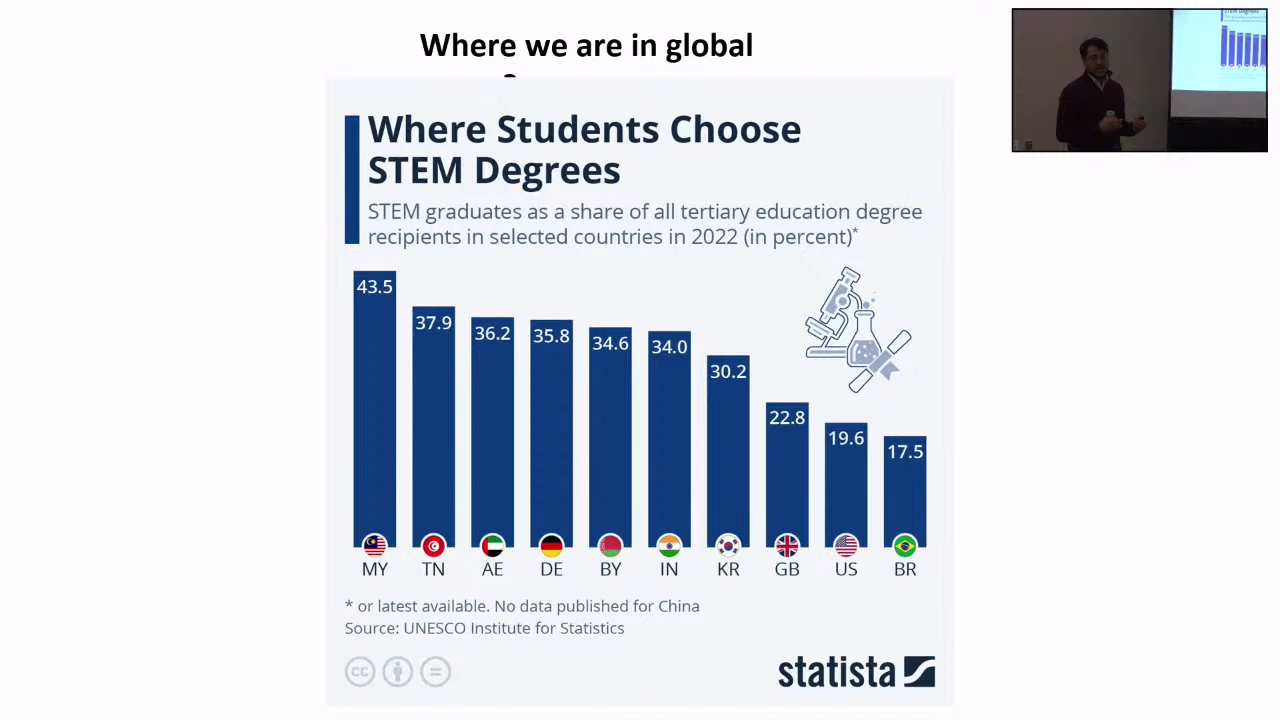 Where we are in global
Where Students Choose
STEM Degrees
STEM graduates as a share of all tertiary education degree
recipients in selected countries in 2022 (in percent)*
43.5
37.9
36.2
35.8
34.6
34.0
30.2
22.8
19.6
17.5
MY TN AE DE BY IN KR GB US BR
* or latest available. No data published for China
Source: UNESCO Institute for Statistics
cc
statista